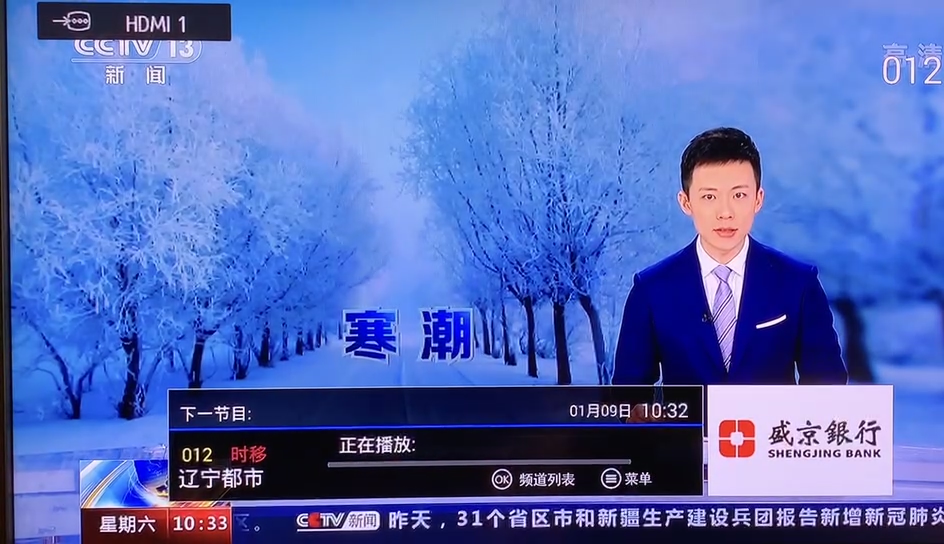 HDMI 1
CCTV 13
新闻
高清
012
寒潮
下一节目:
01月09日 10:32
012 时移
正在播放:
辽宁都市
OK 频道列表 菜单
盛京銀行
SHENGJING BANK
星期六 10:33
区。 CCTV 新闻 昨天，31个省区市和新疆生产建设兵团报告新增新冠肺炎